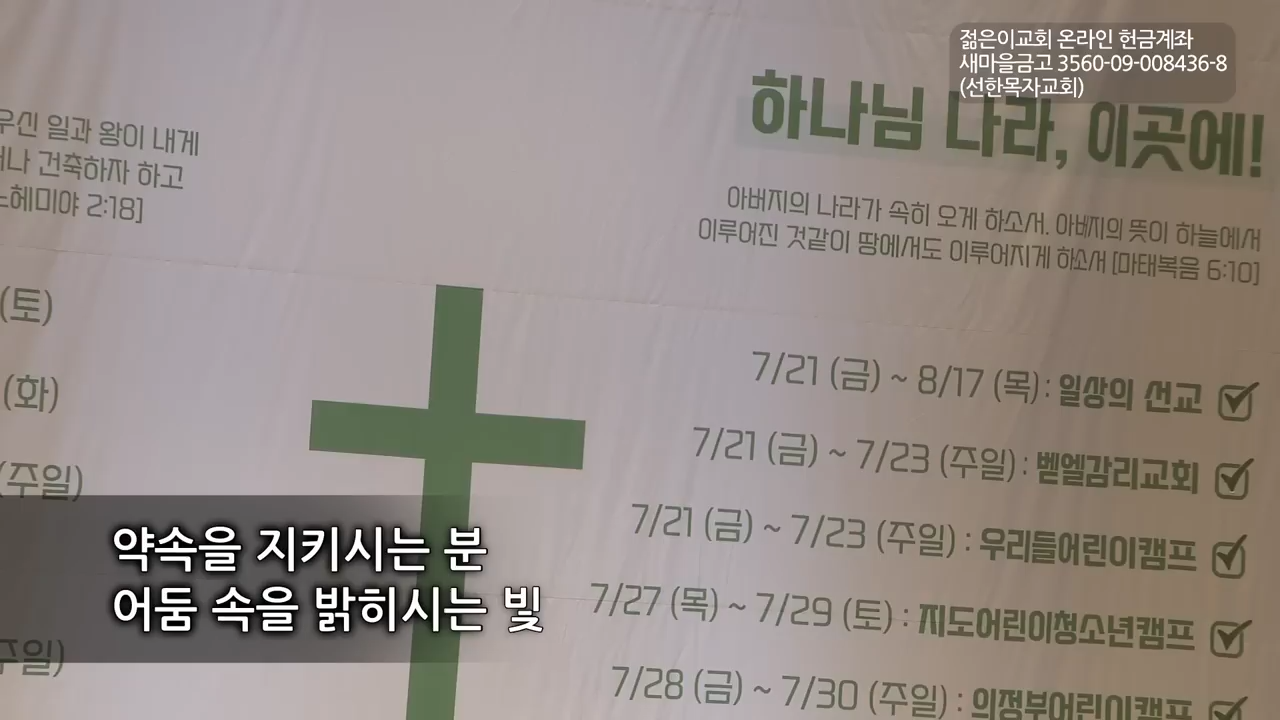 젊은이교회 온라인 헌금계좌
새마을금고 3560-09-008436-8
(선한목자교회)
우신 일과 왕이 내게
건축하자 하고
느헤미야 2:18]
(토)
(화)
(주일)
주일)
하나님 나라, 이곳에!
아버지의 나라가 속히 오게 하소서. 아버지의 뜻이 하늘에서
이루어진 것같이 땅에서도 이루어지게 하소서 [마태복음 6:10]
7/21 (금) ~ 8/17 (목) : 일상의 선교
7/21 (금) ~ 7/23 (주일) : 벧엘감리교회
7/21 (금) ~ 7/23 (주일) : 우리들어린이캠프
7/27 (목) ~ 7/29 (토) : 지도어린이청소년캠프
7/28 (금) ~ 7/30 (주일) : 의정부어린이캠프
약속을 지키시는 분
어둠 속을 밝히시는 빛